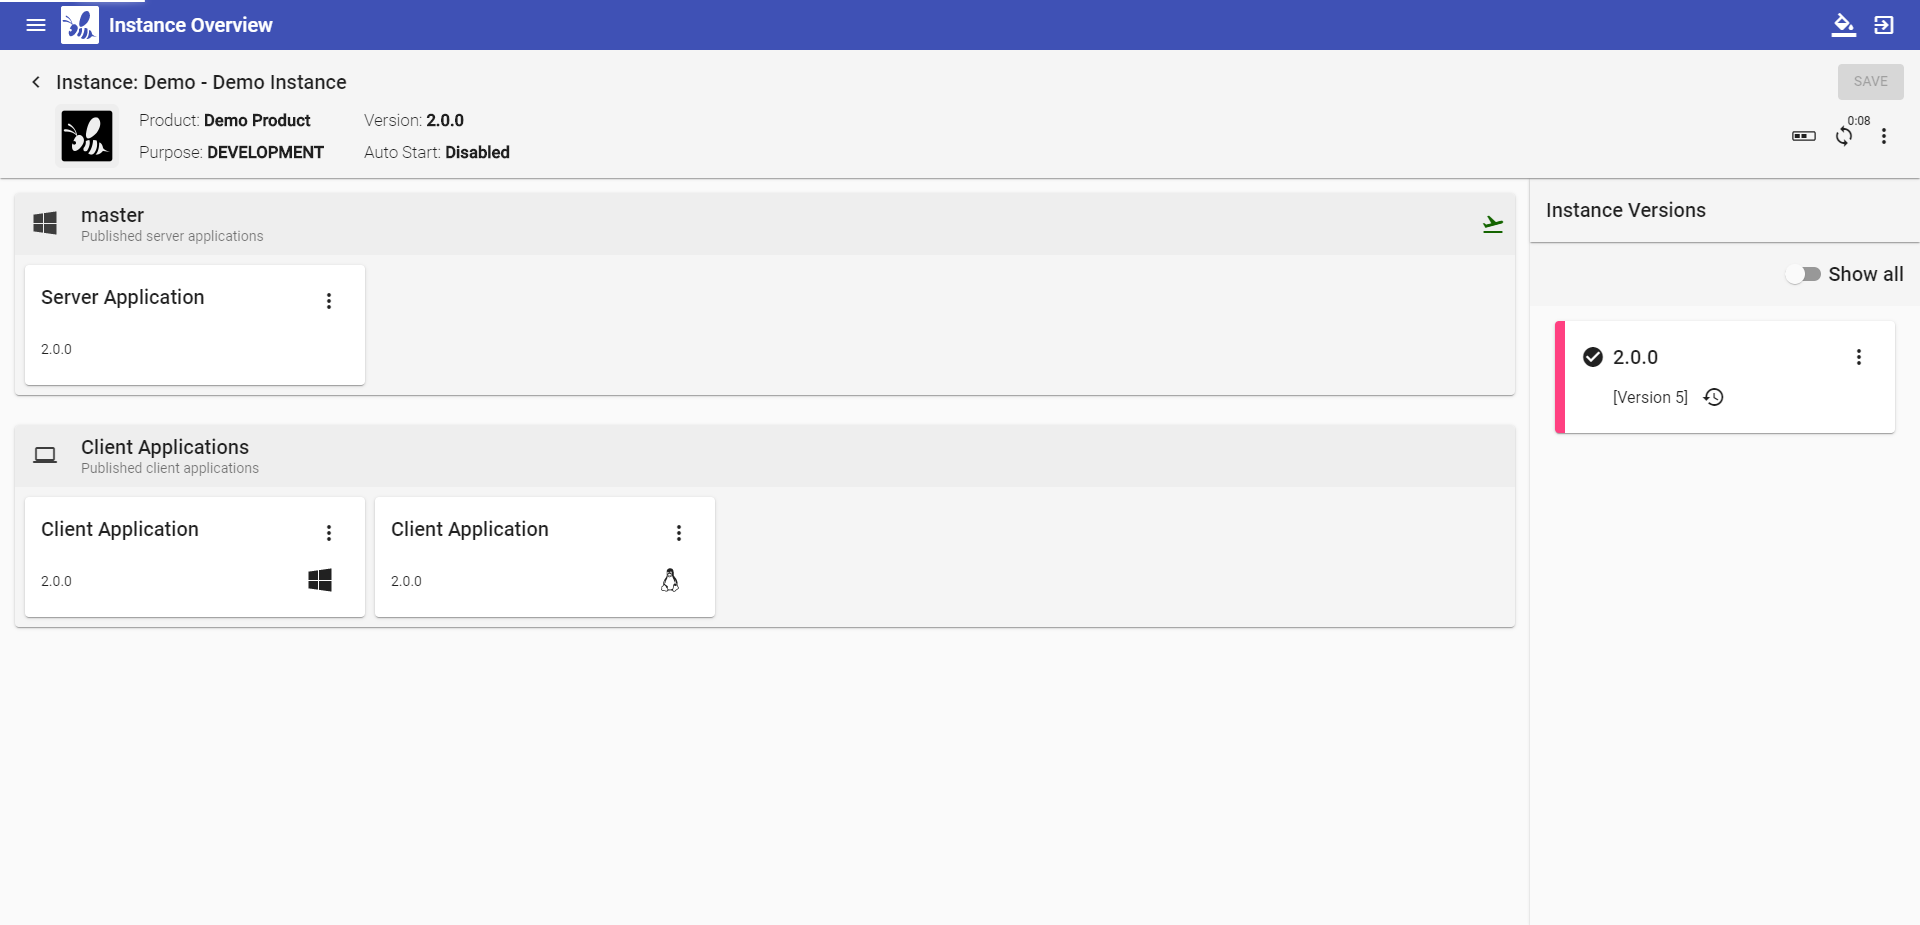 Instance Overview
Instance: Demo - Demo Instance
SAVE
Product: Demo Product
Version: 2.0.0
Purpose: DEVELOPMENT
Auto Start: Disabled
0:08
master
Published server applications
Server Application
2.0.0
Client Applications
Published client applications
Client Application
2.0.0
Client Application
2.0.0
Instance Versions
Show all
2.0.0
[Version 5]